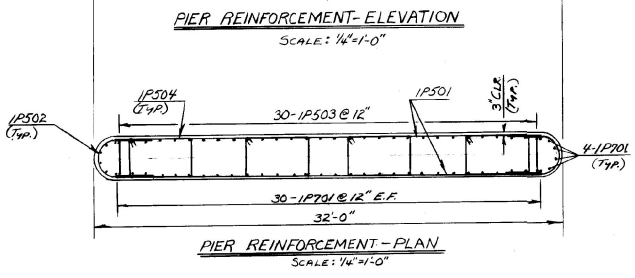 PIER REINFORCEMENT-ELEVATION
SCALE: 1/4"=1'-0"
1P504
(TYP.)
1P501
3" CLR.
(TYP.)
1P502
(TYP.)
30-1P503 @ 12"
4-1P701
(TYP.)
30-1P701 @ 12" E.F.
32'-0"
PIER REINFORCEMENT-PLAN
SCALE: 1/4"=1'-0"